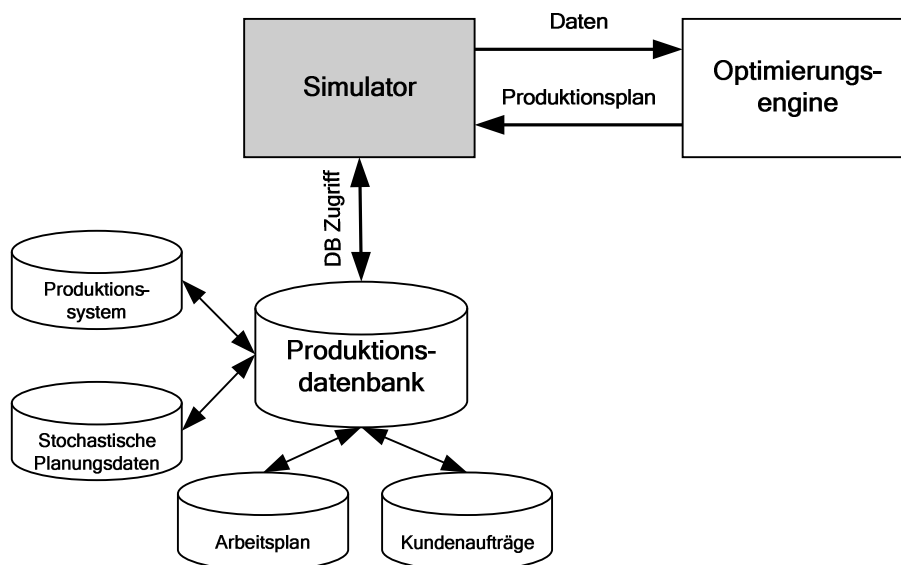 Daten
Simulator
Optimierungs-
engine
Produktionsplan
DB Zugriff
Produktions-
system
Produktions-
datenbank
Stochastische
Planungsdaten
Arbeitsplan
Kundenaufträge